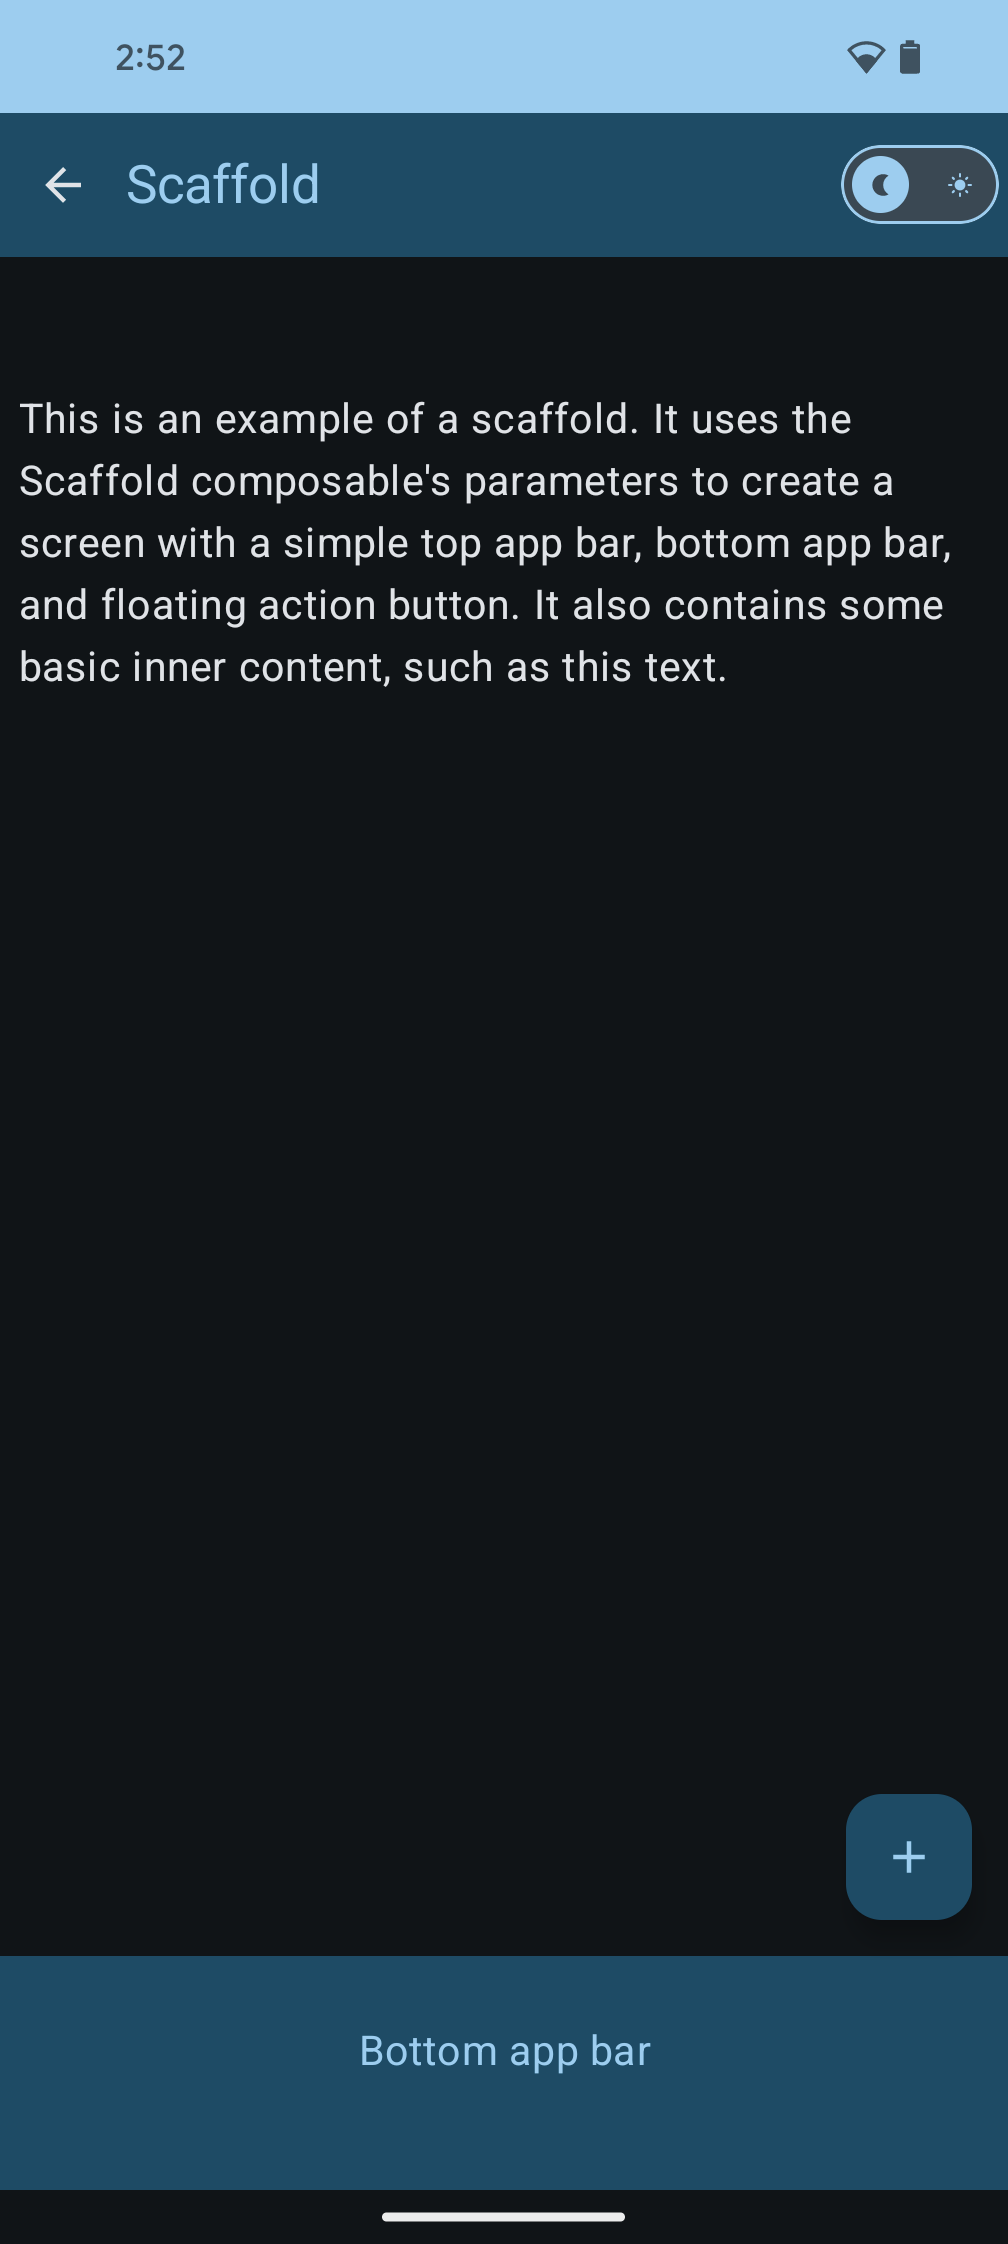 2:52
Scaffold
This is an example of a scaffold. It uses the
Scaffold composable's parameters to create a
screen with a simple top app bar, bottom app bar,
and floating action button. It also contains some
basic inner content, such as this text.
Bottom app bar